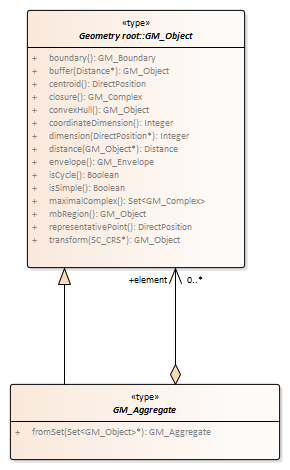 «type»
Geometry root::GM_Object
+ boundary(): GM_Boundary
+ buffer(Distance*): GM_Object
+ centroid(): DirectPosition
+ closure(): GM_Complex
+ convexHull(): GM_Object
+ coordinateDimension(): Integer
+ dimension(DirectPosition*): Integer
+ distance(GM_Object*): Distance
+ envelope(): GM_Envelope
+ isCycle(): Boolean
+ isSimple(): Boolean
+ maximalComplex(): Set<GM_Complex>
+ mbRegion(): GM_Object
+ representativePoint(): DirectPosition
+ transform(SC_CRS*): GM_Object
+element 0..*
«type»
GM_Aggregate
+ fromSet(Set<GM_Object>*): GM_Aggregate